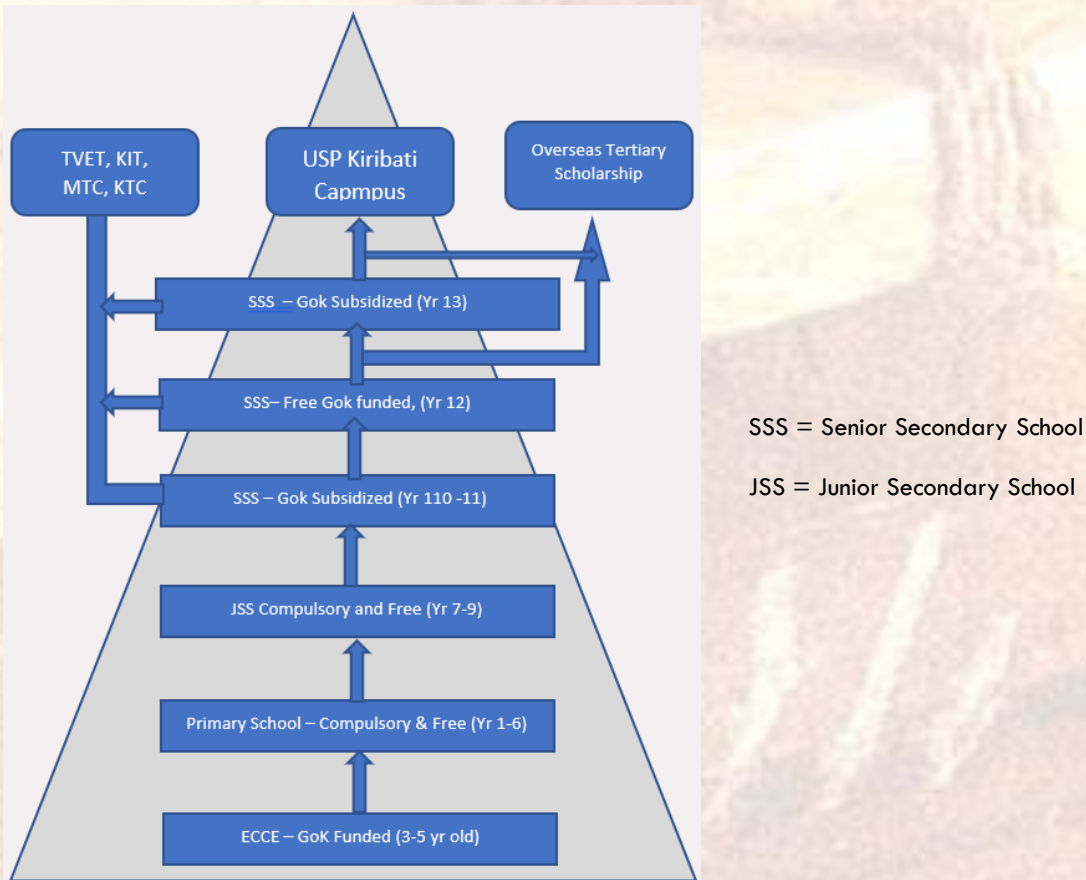 TVET, KIT,
MTC, KTC
USP Kiribati
Capmpus
Overseas Tertiary
Scholarship
SSS – Gok Subsidized (Yr 13)
SSS– Free Gok funded, (Yr 12)
SSS – Gok Subsidized (Yr 110 -11)
JSS Compulsory and Free (Yr 7-9)
Primary School – Compulsory & Free (Yr 1-6)
ECCE – GoK Funded (3-5 yr old)
SSS = Senior Secondary School
JSS = Junior Secondary School